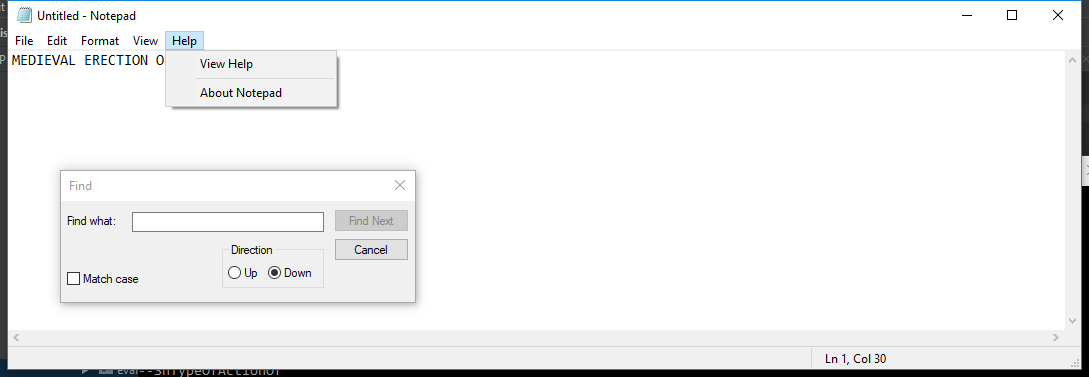 Untitled - Notepad
File Edit Format View Help
MEDIEVAL ERECTION O
View Help
About Notepad
Find
Find what:
Find Next
Direction
Cancel
Up Down
Match case
Ln 1, Col 30